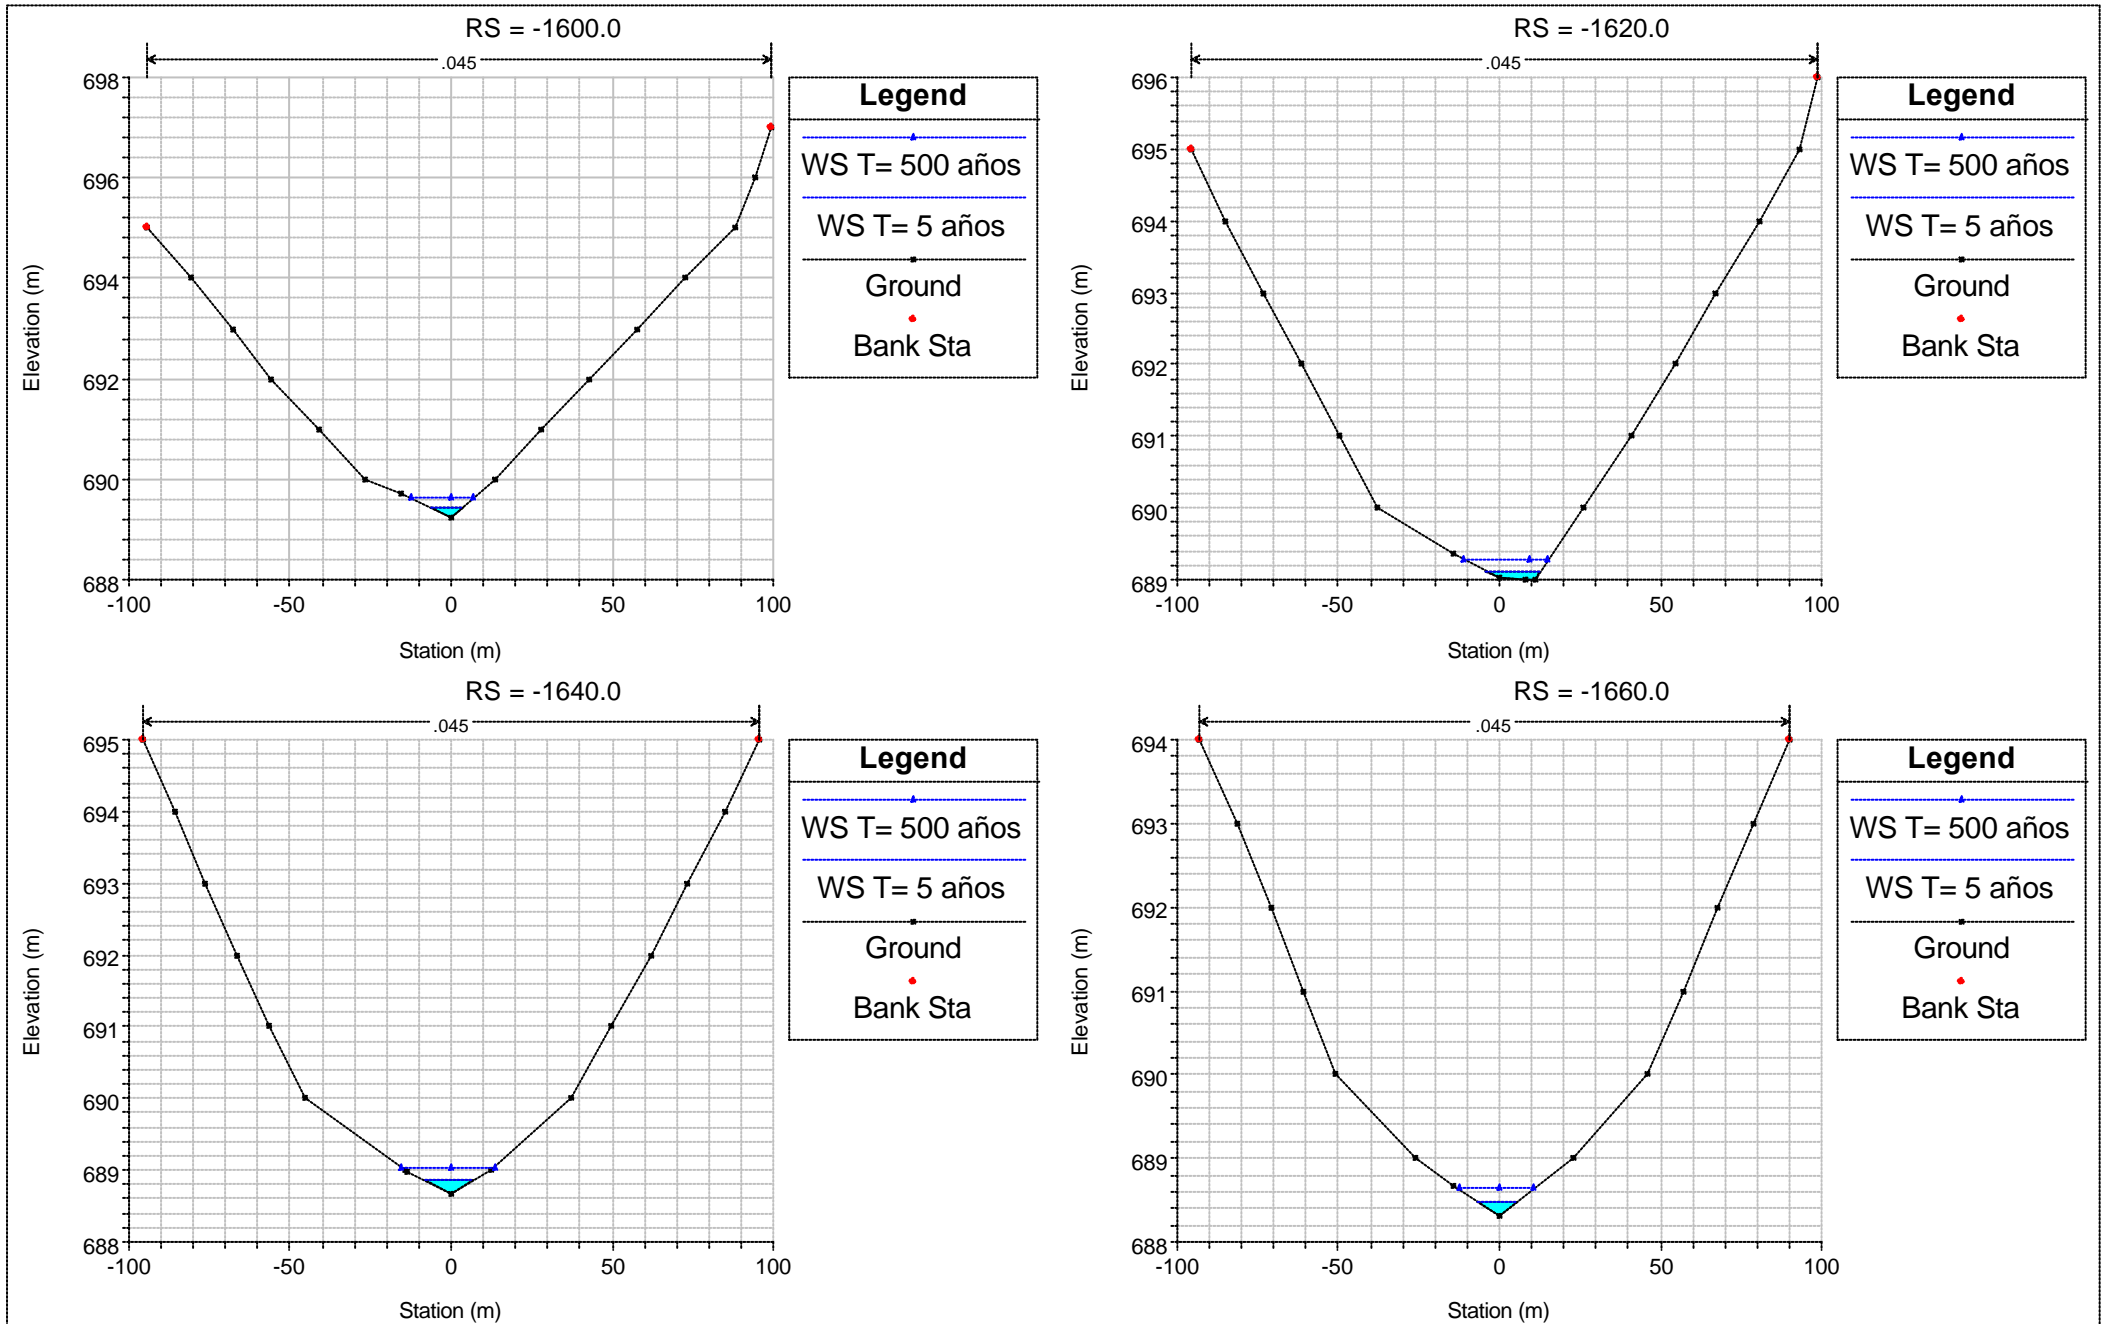 RS = -1600.0
.045
698
696
694
692
690
688
-100
-50
0
50
100
Elevation (m)
Station (m)
Legend
WS T= 500 años
WS T= 5 años
Ground
Bank Sta
RS = -1620.0
.045
696
695
694
693
692
691
690
689
-100
-50
0
50
100
Elevation (m)
Station (m)
Legend
WS T= 500 años
WS T= 5 años
Ground
Bank Sta
RS = -1640.0
.045
695
694
693
692
691
690
689
688
-100
-50
0
50
100
Elevation (m)
Station (m)
Legend
WS T= 500 años
WS T= 5 años
Ground
Bank Sta
RS = -1660.0
.045
694
693
692
691
690
689
688
-100
-50
0
50
100
Elevation (m)
Station (m)
Legend
WS T= 500 años
WS T= 5 años
Ground
Bank Sta